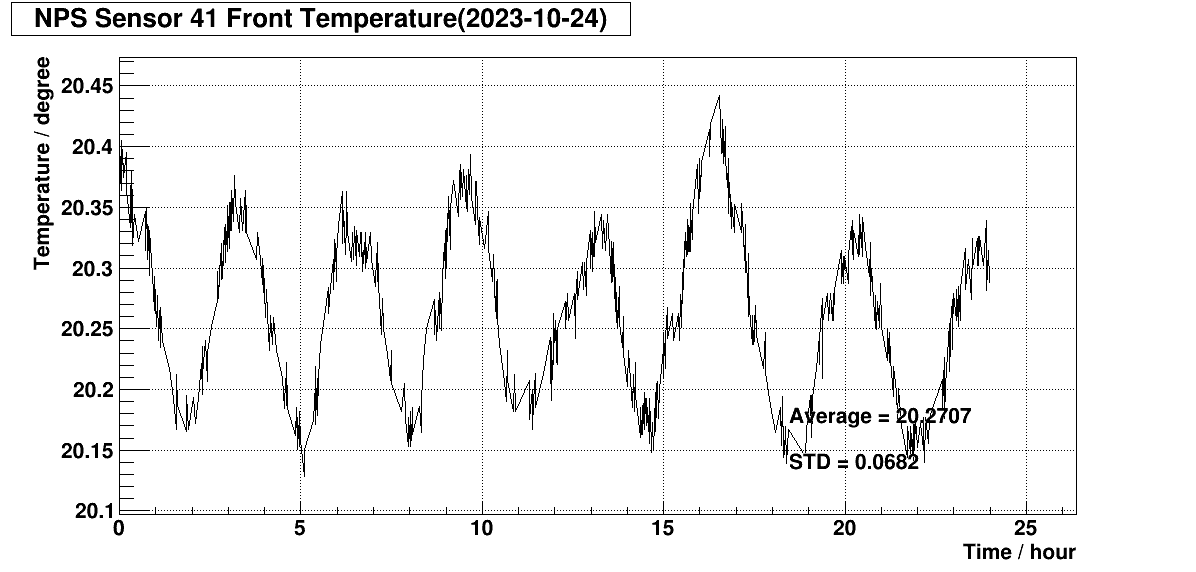 NPS Sensor 41 Front Temperature(2023-10-24)
Temperature / degree
20.45
20.4
20.35
20.3
20.25
20.2
20.15
20.1
Average = 20.2707
STD = 0.0682
0 5 10 15 20 25
Time / hour